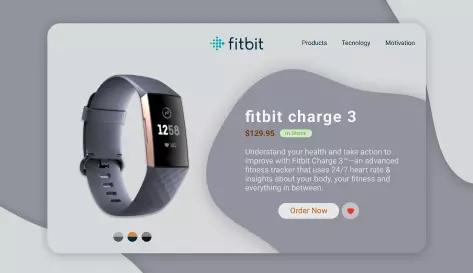 fitbit
Products Tecnology Motivation
fitbit charge 3
$129.95 In Stock
Understand your health and take action to
improve with Fitbit Charge 3™—an advanced
fitness tracker that uses 24/7 heart rate &
insights about your body, your fitness and
everything in between.
12:58
Order Now